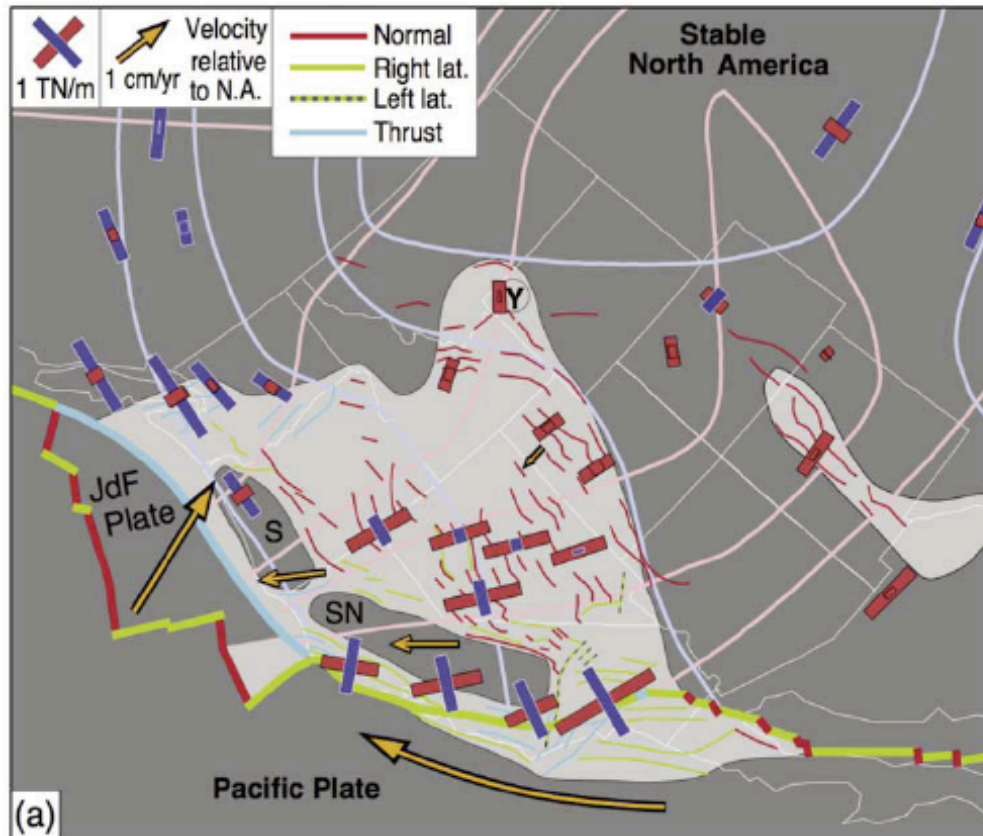 1 TN/m
Velocity
relative
to N.A.
1 cm/yr
Normal
Right lat.
Left lat.
Thrust
Stable
North America
Y
JdF
Plate
S
SN
Pacific Plate
(a)